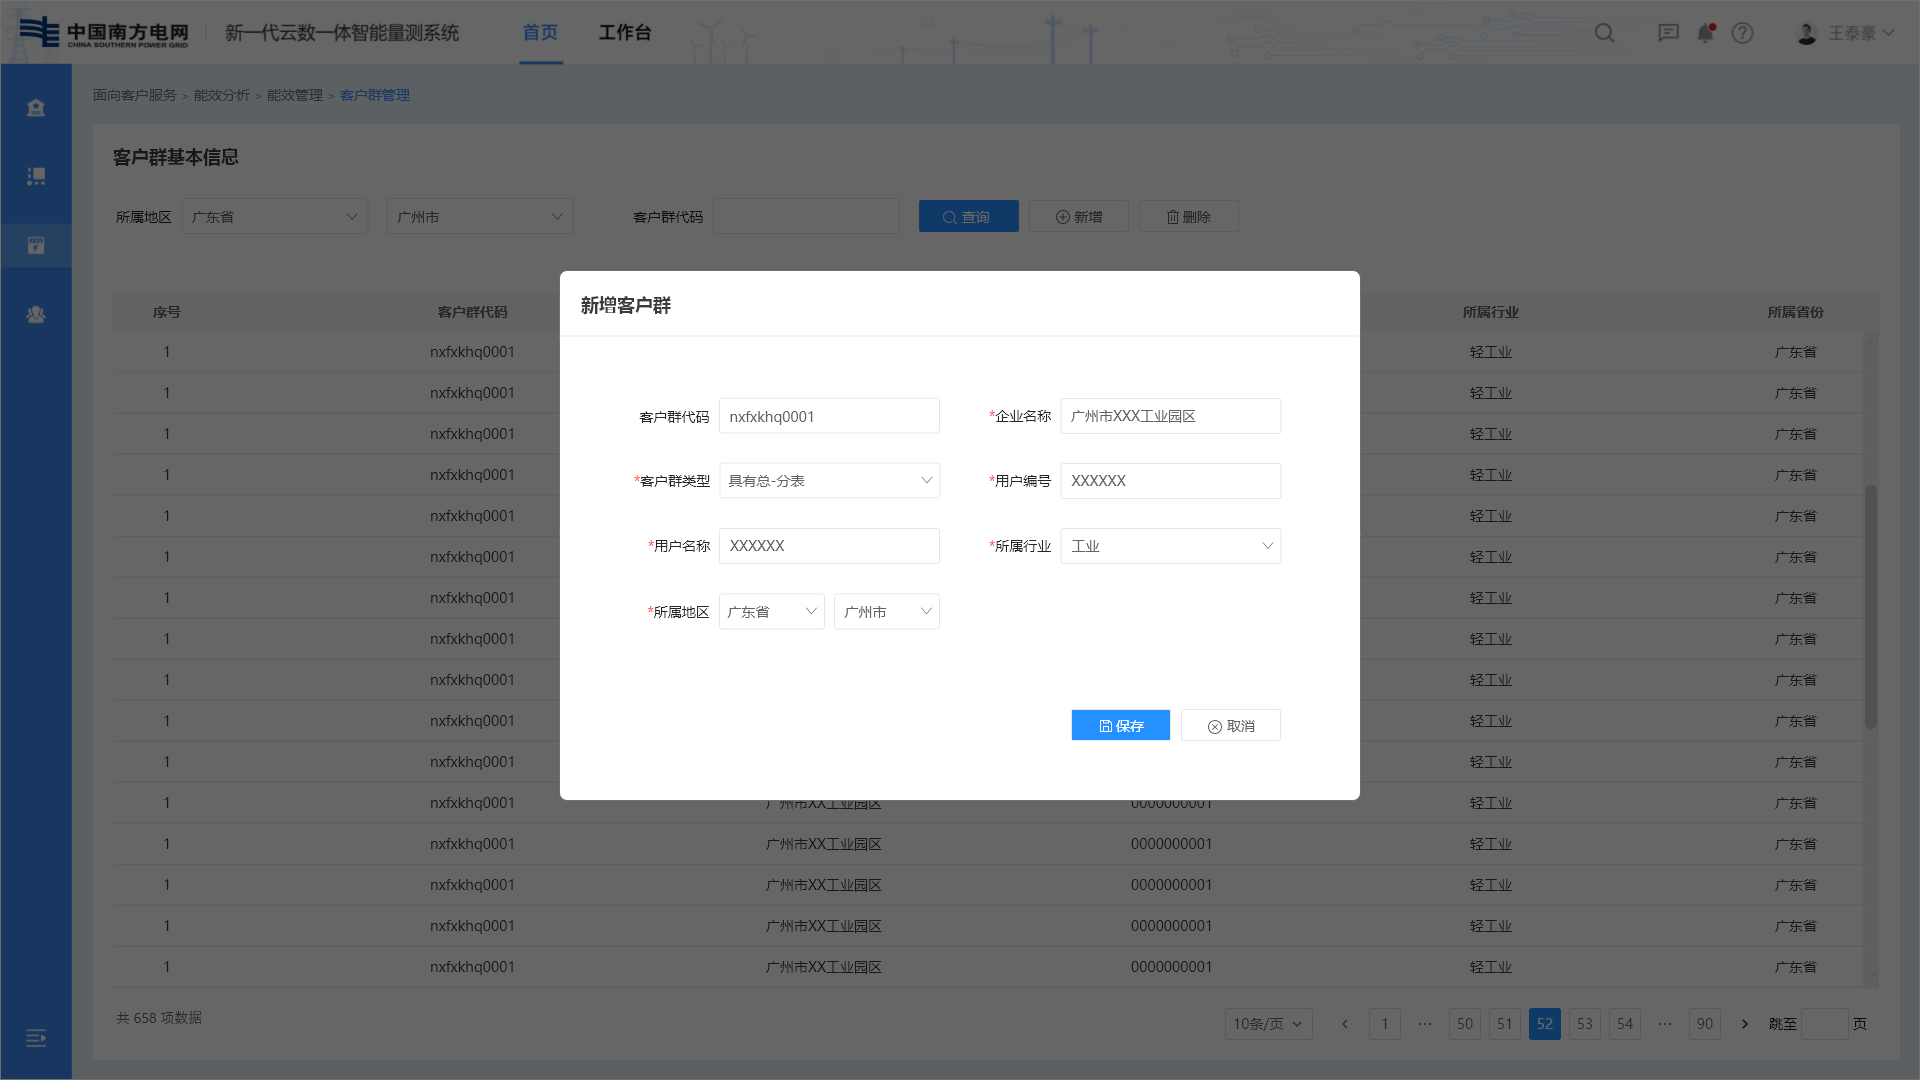 中国南方电网 新一代云数一体智能量测系统 首页 工作台 王泰豪
CHINA SOUTHERN POWER GRID
面向客户服务 > 能效分析 > 能效管理 > 客户群管理
客户群基本信息
所属地区 广东省 广州市 客户群代码 查询 新增 删除
新增客户群
序号 客户群代码 所属行业 所属省份
1 nxfxkhq0001 轻工业 广东省
1 nxfxkhq0001 轻工业 广东省
客户群代码 nxfxkhq0001 *企业名称 广州市XXX工业园区
1 nxfxkhq0001 轻工业 广东省
1 nxfxkhq0001 轻工业 广东省
*客户群类型 具有总-分表 *用户编号 XXXXXX
1 nxfxkhq0001 轻工业 广东省
*用户名称 XXXXXX *所属行业 工业
1 nxfxkhq0001 轻工业 广东省
1 nxfxkhq0001 轻工业 广东省
*所属地区 广东省 广州市
1 nxfxkhq0001 轻工业 广东省
1 nxfxkhq0001 轻工业 广东省
1 nxfxkhq0001 轻工业 广东省
保存 取消
1 nxfxkhq0001 轻工业 广东省
1 nxfxkhq0001 广州市XX工业园区 0000000001 轻工业 广东省
1 nxfxkhq0001 广州市XX工业园区 0000000001 轻工业 广东省
1 nxfxkhq0001 广州市XX工业园区 0000000001 轻工业 广东省
1 nxfxkhq0001 广州市XX工业园区 0000000001 轻工业 广东省
1 nxfxkhq0001 广州市XX工业园区 0000000001 轻工业 广东省
共 658 项数据 10条/页 1 ··· 50 51 52 53 54 ··· 90 跳至 页